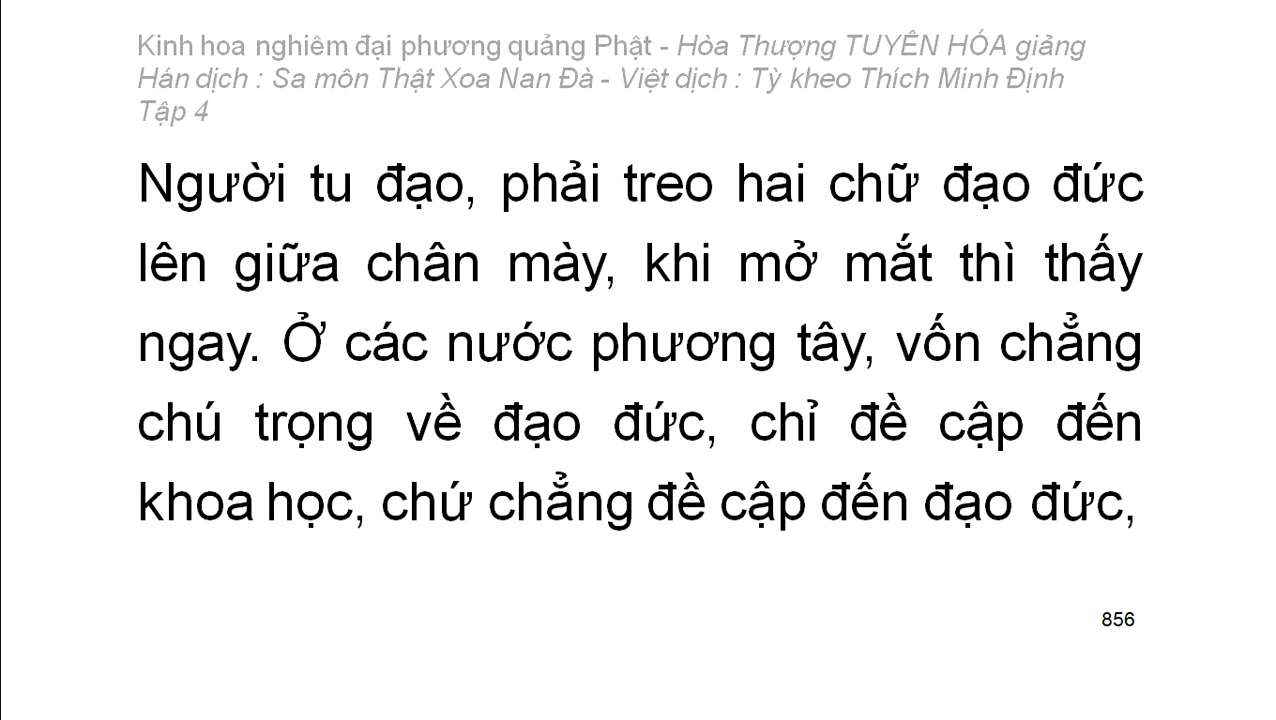 Kinh hoa nghiêm đại phương quảng Phật - Hòa Thượng TUYÊN HÓA giảng
Hán dịch : Sa môn Thật Xoa Nan Đà - Việt dịch : Tỳ kheo Thích Minh Định
Tập 4
Người tu đạo, phải treo hai chữ đạo đức
lên giữa chân mày, khi mở mắt thì thấy
ngay. Ở các nước phương tây, vốn chẳng
chú trọng về đạo đức, chỉ đề cập đến
khoa học, chứ chẳng đề cập đến đạo đức,
856